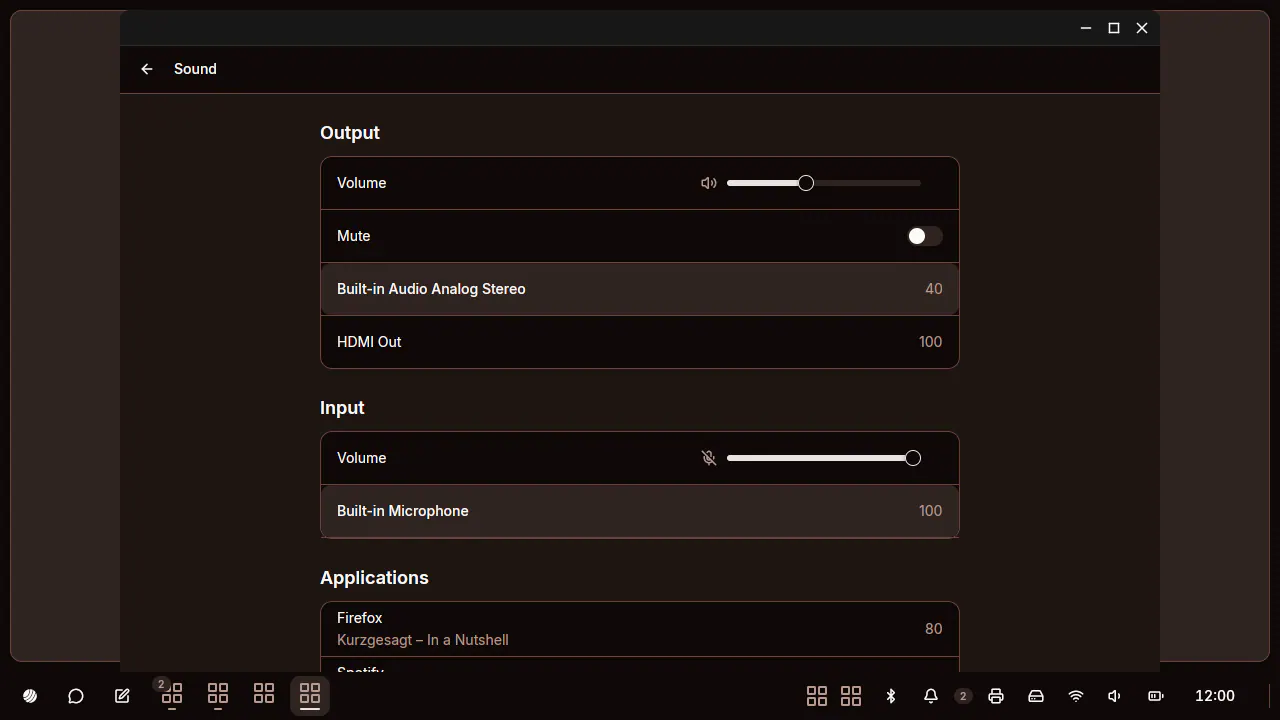 Sound
Output
Volume
Mute
Built-in Audio Analog Stereo 40
HDMI Out 100
Input
Volume
Built-in Microphone 100
Applications
Firefox
Kurzgesagt – In a Nutshell 80
Spotify
2
2
12:00